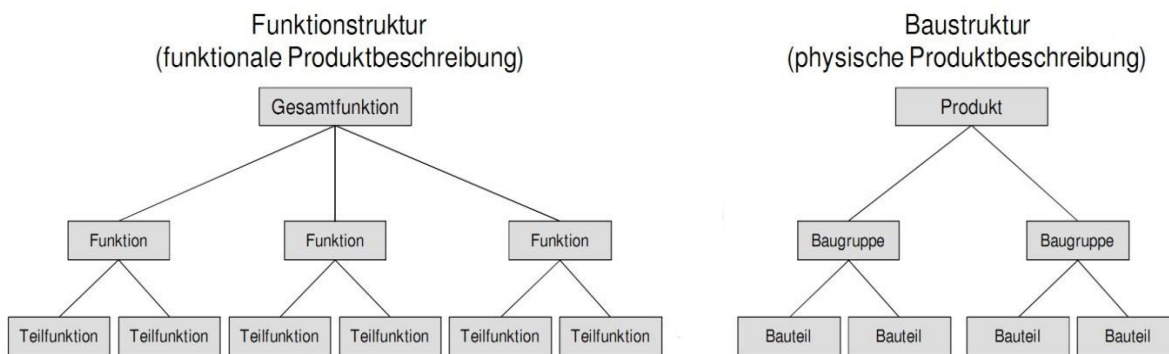 Funktionstruktur
(funktionale Produktbeschreibung)
Gesamtfunktion
Funktion
Funktion
Funktion
Teilfunktion
Teilfunktion
Teilfunktion
Teilfunktion
Teilfunktion
Teilfunktion
Baustruktur
(physische Produktbeschreibung)
Produkt
Baugruppe
Baugruppe
Bauteil
Bauteil
Bauteil
Bauteil